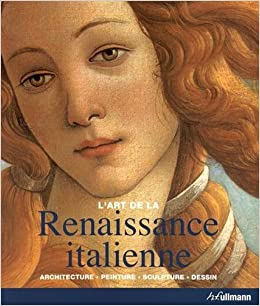 L'ART DE LA
Renaissance
italienne
ARCHITECTURE • PEINTURE • SCULPTURE • DESSIN
h.f.ullmann